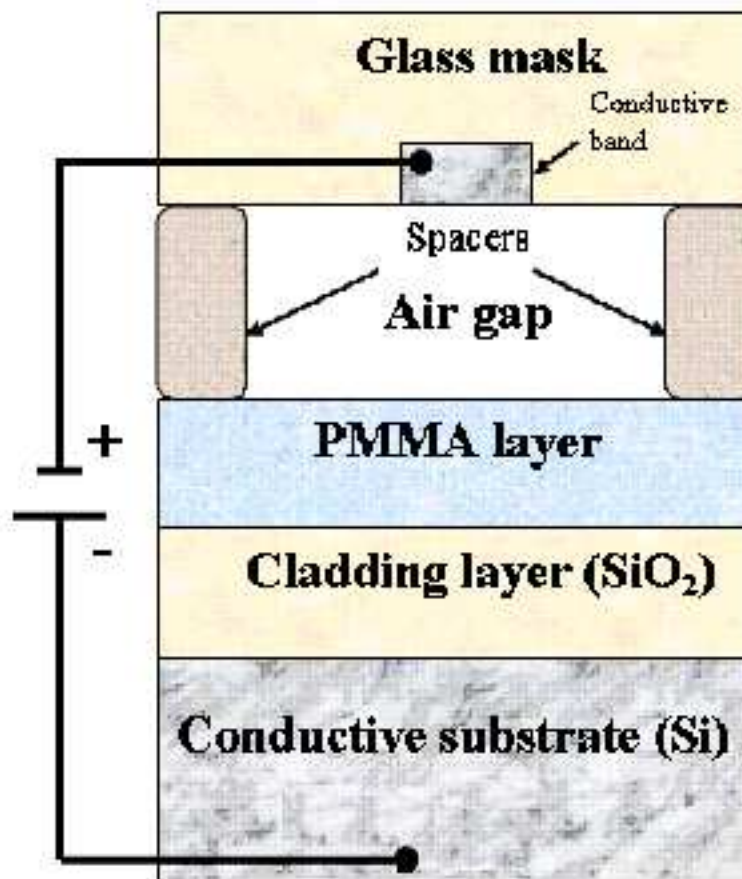 Glass mask
Conductive
band
Spacers
Air gap
+
PMMA layer
-
Cladding layer (SiO₂)
Conductive substrate (Si)